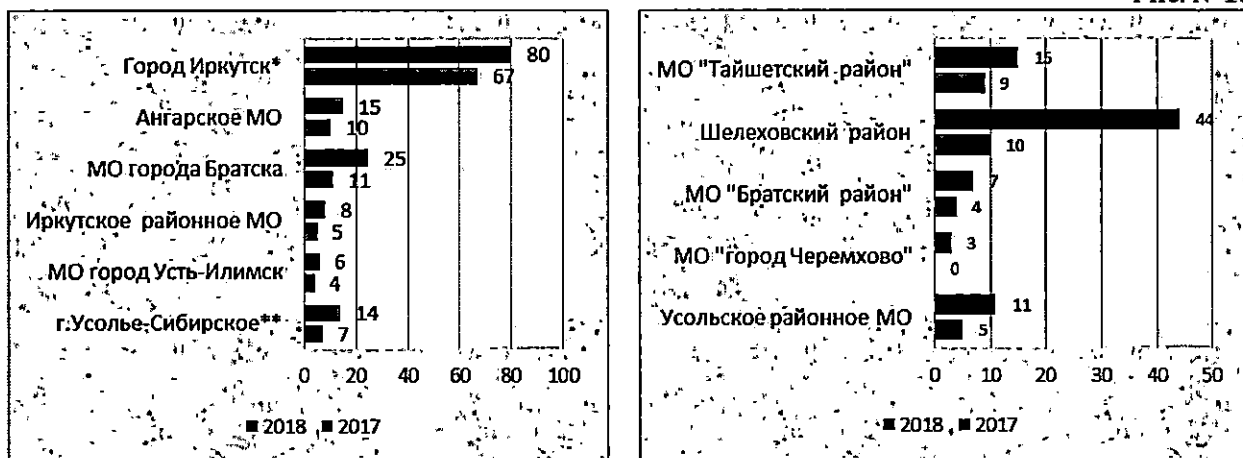 Город Иркутск* 80
67
Ангарское МО 15
10
МО города Братска 25
11
Иркутское районное МО 8
5
МО город Усть-Илимск 6
4
г.Усолье-Сибирское** 14
7
0 20 40 60 80 100
2018 2017
МО "Тайшетский район" 15
9
Шелеховский район 44
10
МО "Братский район" 7
4
МО "город Черемхово" 3
0
Усольское районное МО 11
5
0 10 20 30 40 50
2018 2017